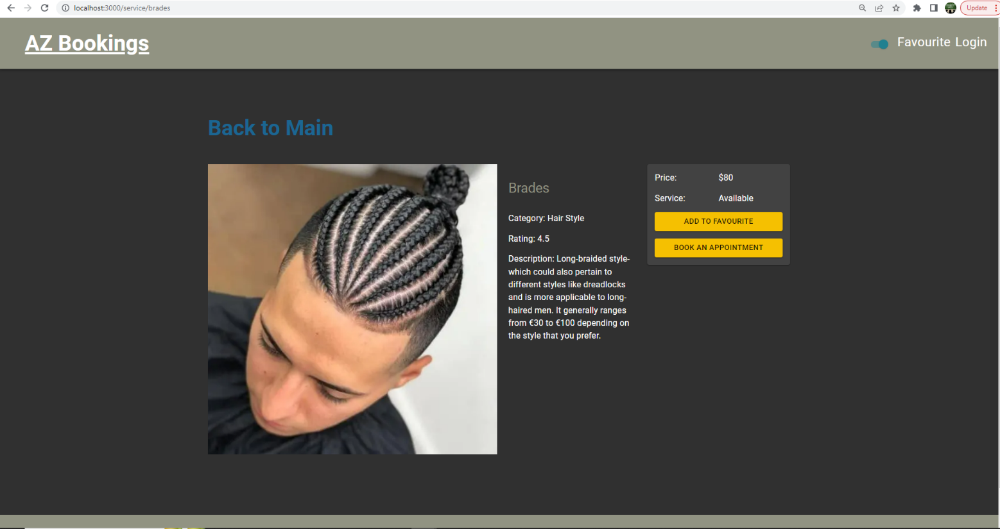 localhost:3000/service/brades
Update
AZ Bookings
Favourite Login
Back to Main
Brades
Category: Hair Style
Rating: 4.5
Description: Long-braided style-
which could also pertain to
different styles like dreadlocks
and is more applicable to long-
haired men. It generally ranges
from €30 to €100 depending on
the style that you prefer.
Price: $80
Service: Available
ADD TO FAVOURITE
BOOK AN APPOINTMENT